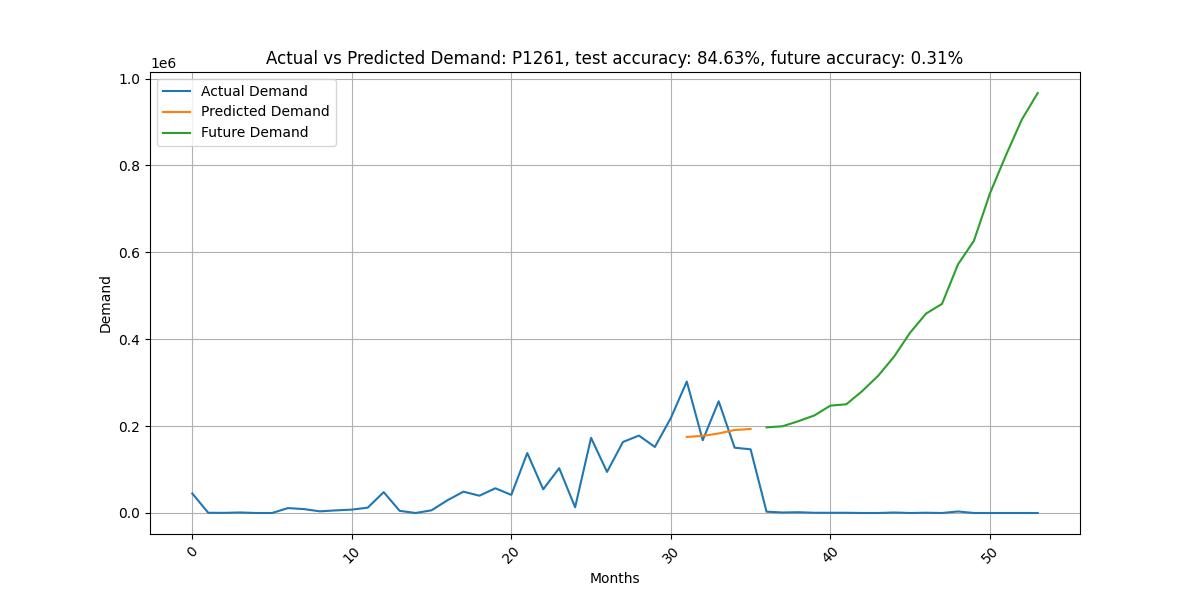 Actual vs Predicted Demand: P1261, test accuracy: 84.63%, future accuracy: 0.31%
1e6
1.0
0.8
0.6
0.4
0.2
0.0
Demand
Actual Demand
Predicted Demand
Future Demand
0
10
20
30
40
50
Months